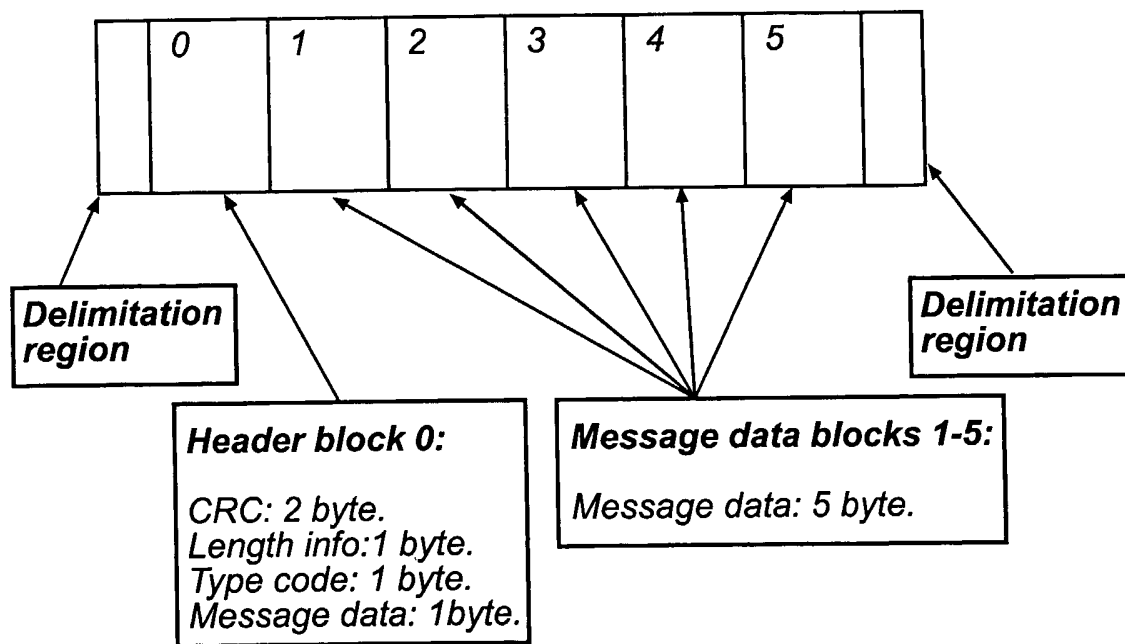 0 1 2 3 4 5
Delimitation
region
Delimitation
region
Header block 0:
CRC: 2 byte.
Length info:1 byte.
Type code: 1 byte.
Message data: 1byte.
Message data blocks 1-5:
Message data: 5 byte.